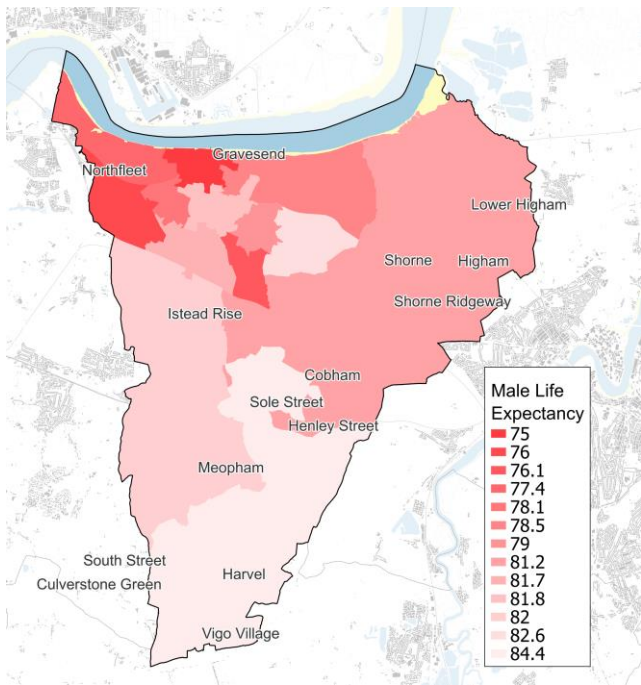 Gravesend
Northfleet
Lower Higham
Shorne
Higham
Shorne Ridgeway
Istead Rise
Cobham
Sole Street
Henley Street
Meopham
South Street
Culverstone Green
Harvel
Vigo Village
Male Life
Expectancy
75
76
76.1
77.4
78.1
78.5
79
81.2
81.7
81.8
82
82.6
84.4